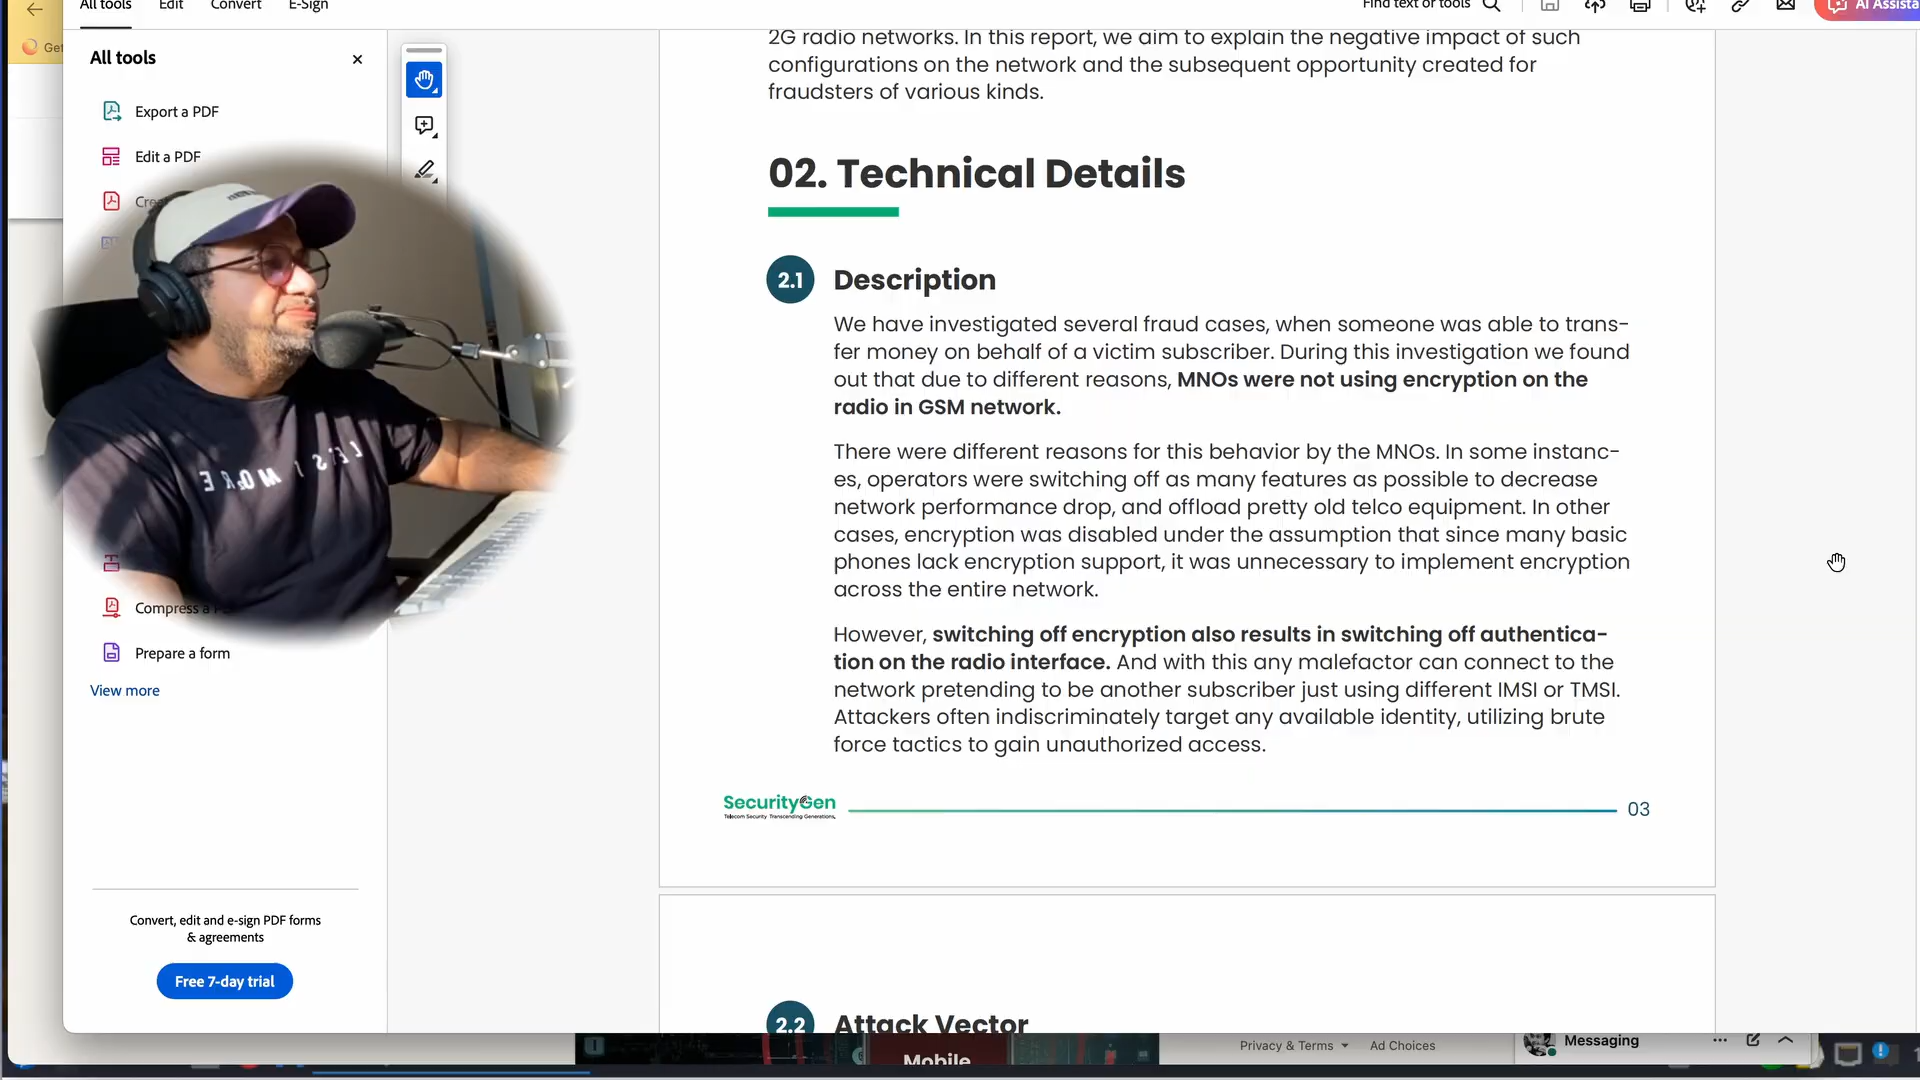 All tools
Edit
Convert
E-Sign
Find text or tools
AI Assista
Get
All tools
Export a PDF
Edit a PDF
Crea
Compress a
Prepare a form
View more
Convert, edit and e-sign PDF forms
& agreements
Free 7-day trial
LET'S MORE
2G radio networks. In this report, we aim to explain the negative impact of such
configurations on the network and the subsequent opportunity created for
fraudsters of various kinds.
02. Technical Details
2.1 Description
We have investigated several fraud cases, when someone was able to trans-
fer money on behalf of a victim subscriber. During this investigation we found
out that due to different reasons, MNOs were not using encryption on the
radio in GSM network.
There were different reasons for this behavior by the MNOs. In some instanc-
es, operators were switching off as many features as possible to decrease
network performance drop, and offload pretty old telco equipment. In other
cases, encryption was disabled under the assumption that since many basic
phones lack encryption support, it was unnecessary to implement encryption
across the entire network.
However, switching off encryption also results in switching off authentica-
tion on the radio interface. And with this any malefactor can connect to the
network pretending to be another subscriber just using different IMSI or TMSI.
Attackers often indiscriminately target any available identity, utilizing brute
force tactics to gain unauthorized access.
SecurityGen
Telecom Security Transcending Generations.
03
2.2 Attack Vector
Mobile
Privacy & Terms
Ad Choices
Messaging